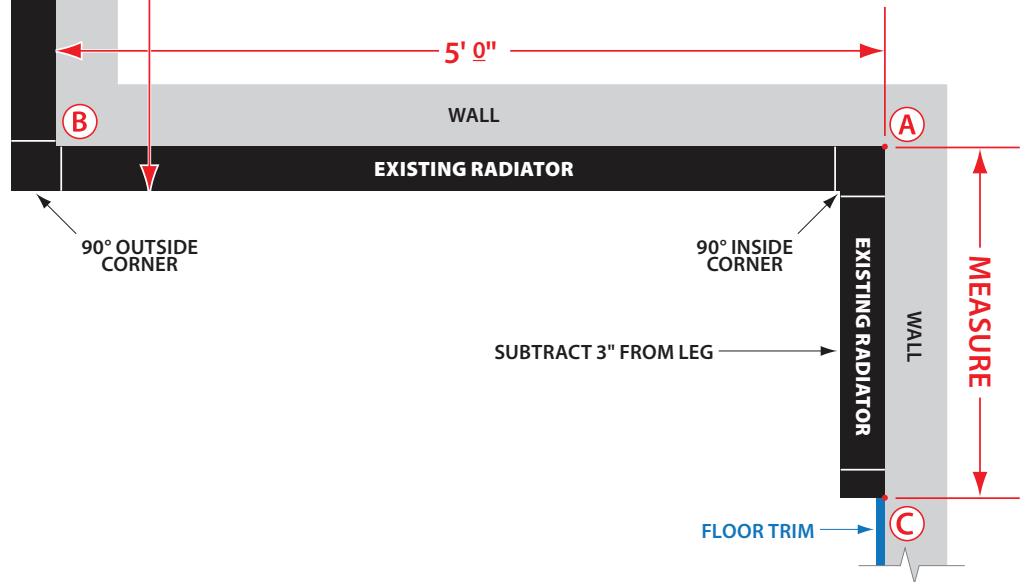 5' 0"
B
WALL
A
EXISTING RADIATOR
90° OUTSIDE
CORNER
90° INSIDE
CORNER
EXISTING RADIATOR
WALL
MEASURE
SUBTRACT 3" FROM LEG
FLOOR TRIM
C